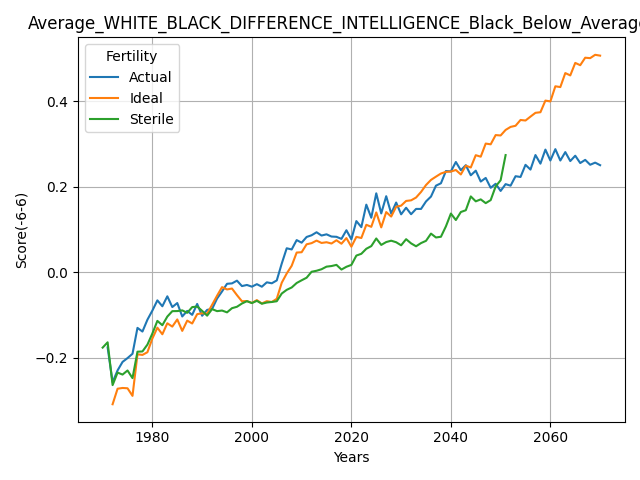 Average_WHITE_BLACK_DIFFERENCE_INTELLIGENCE_Black_Below_Average
Fertility
Actual
Ideal
Sterile
Score(-6-6)
0.4
0.2
0.0
−0.2
1980 2000 2020 2040 2060
Years